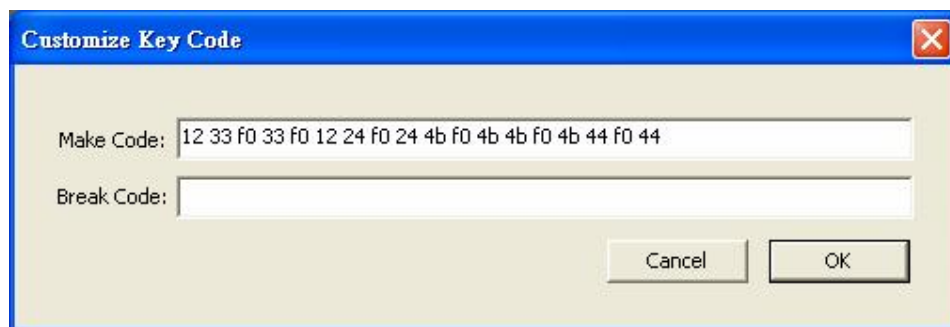 Customize Key Code
Make Code: 12 33 f0 33 f0 12 24 f0 24 4b f0 4b 4b f0 4b 44 f0 44
Break Code:
Cancel OK